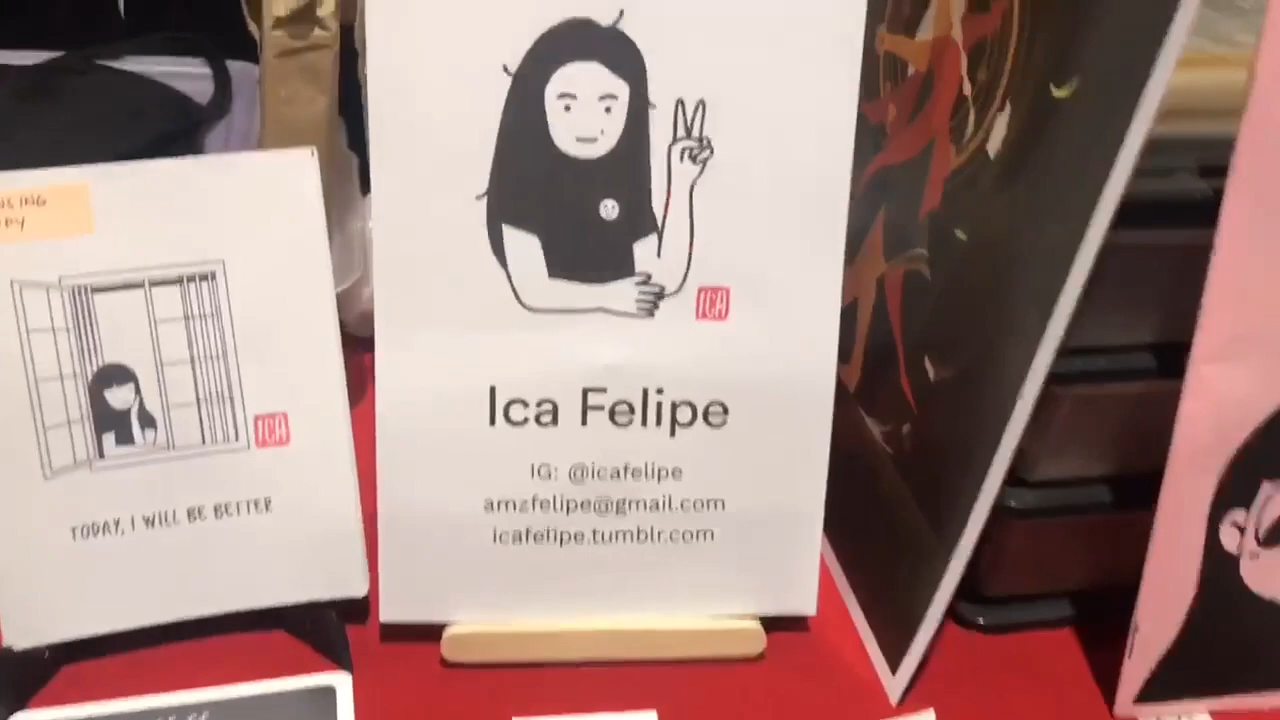 TODAY, I WILL BE BETTER
ICA
ICA
Ica Felipe
IG: @icafelipe
amzfelipe@gmail.com
icafelipe.tumblr.com